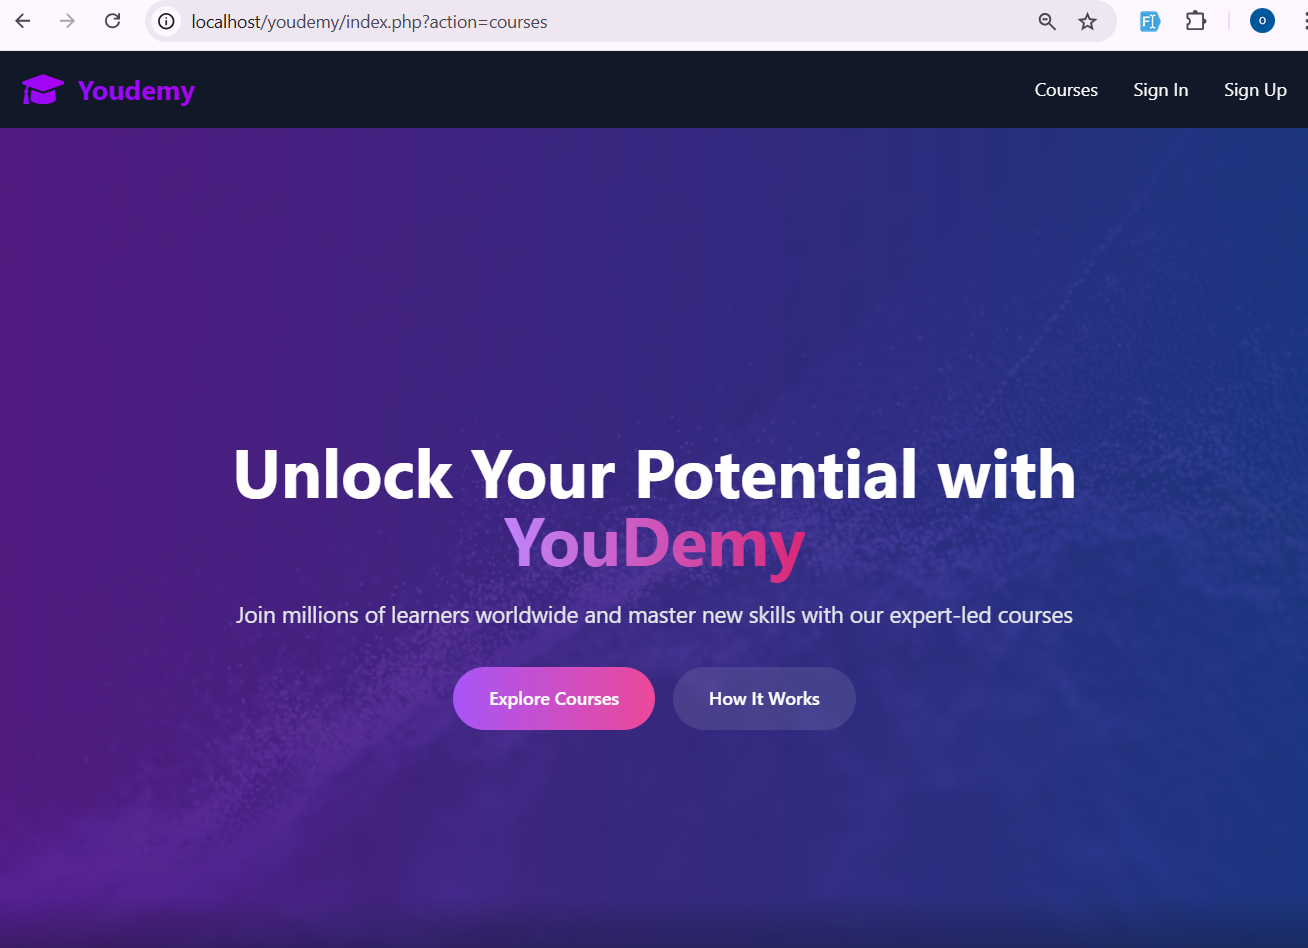 localhost/youdemy/index.php?action=courses
FI
o
Youdemy
Courses Sign In Sign Up
Unlock Your Potential with
YouDemy
Join millions of learners worldwide and master new skills with our expert-led courses
Explore Courses How It Works